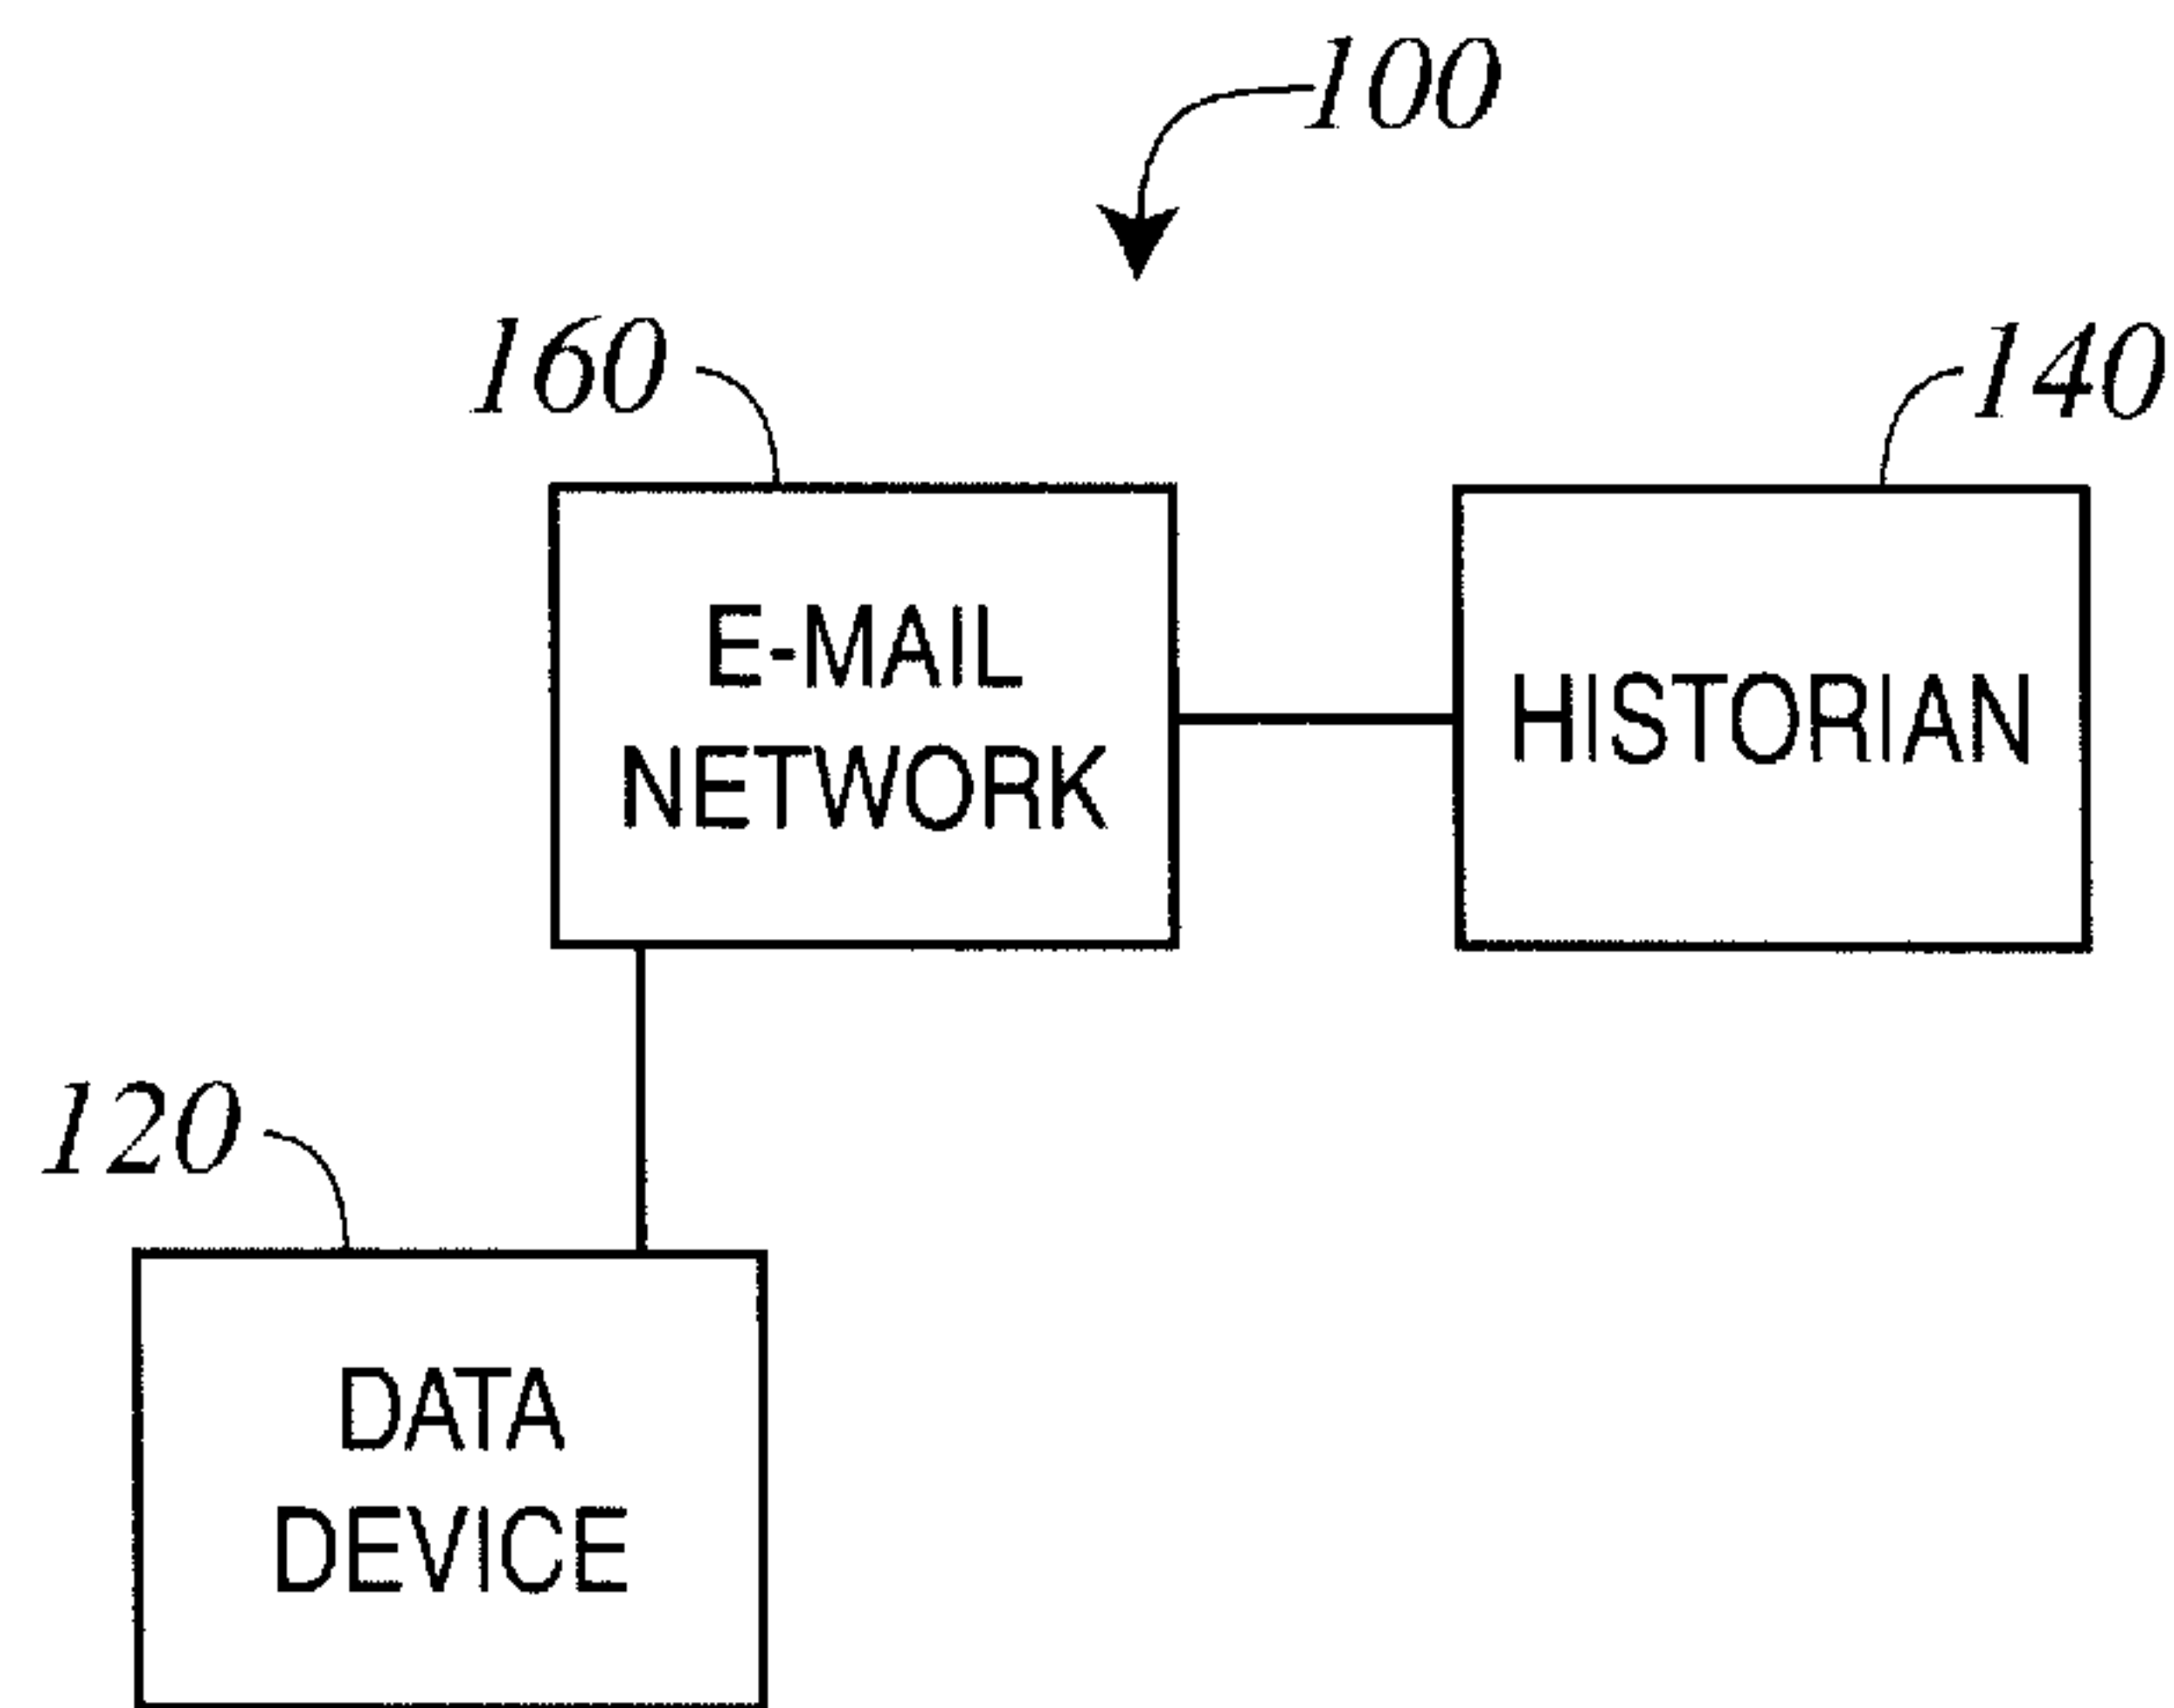 100
160
140
E-MAIL
NETWORK
HISTORIAN
120
DATA
DEVICE